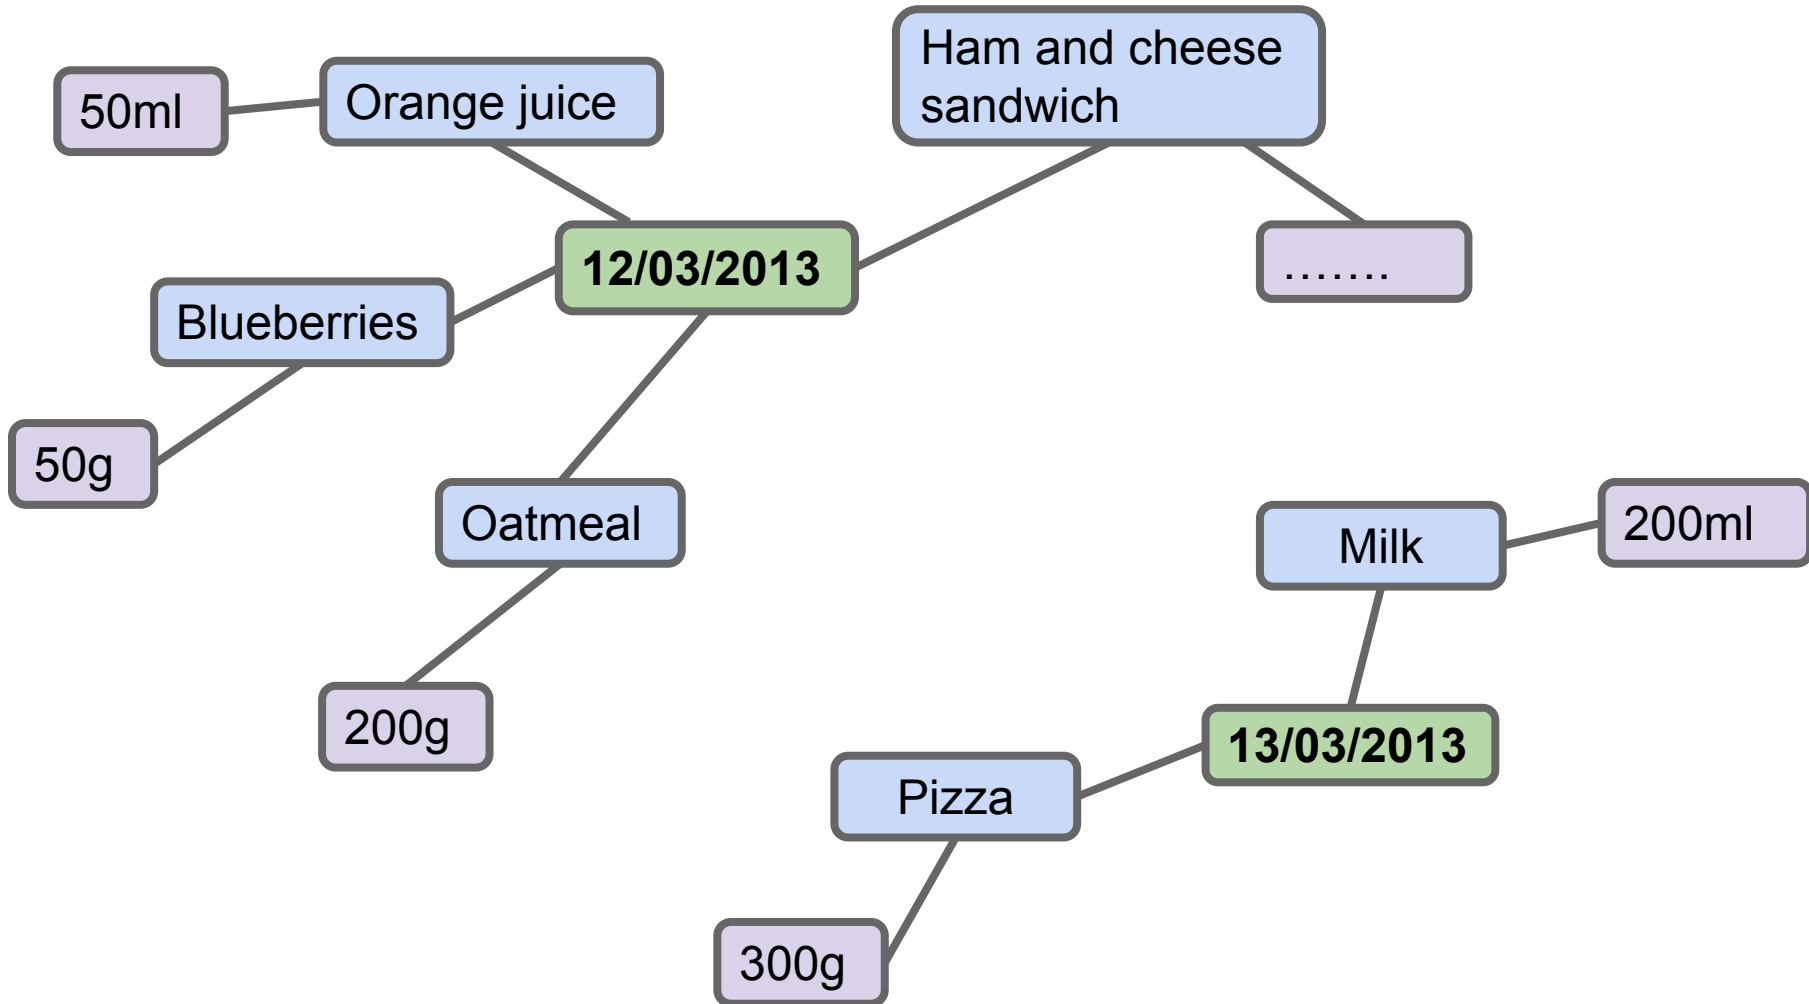 Ham and cheese
sandwich
50ml
Orange juice
12/03/2013
.......
Blueberries
50g
Oatmeal
Milk
200ml
200g
13/03/2013
Pizza
300g